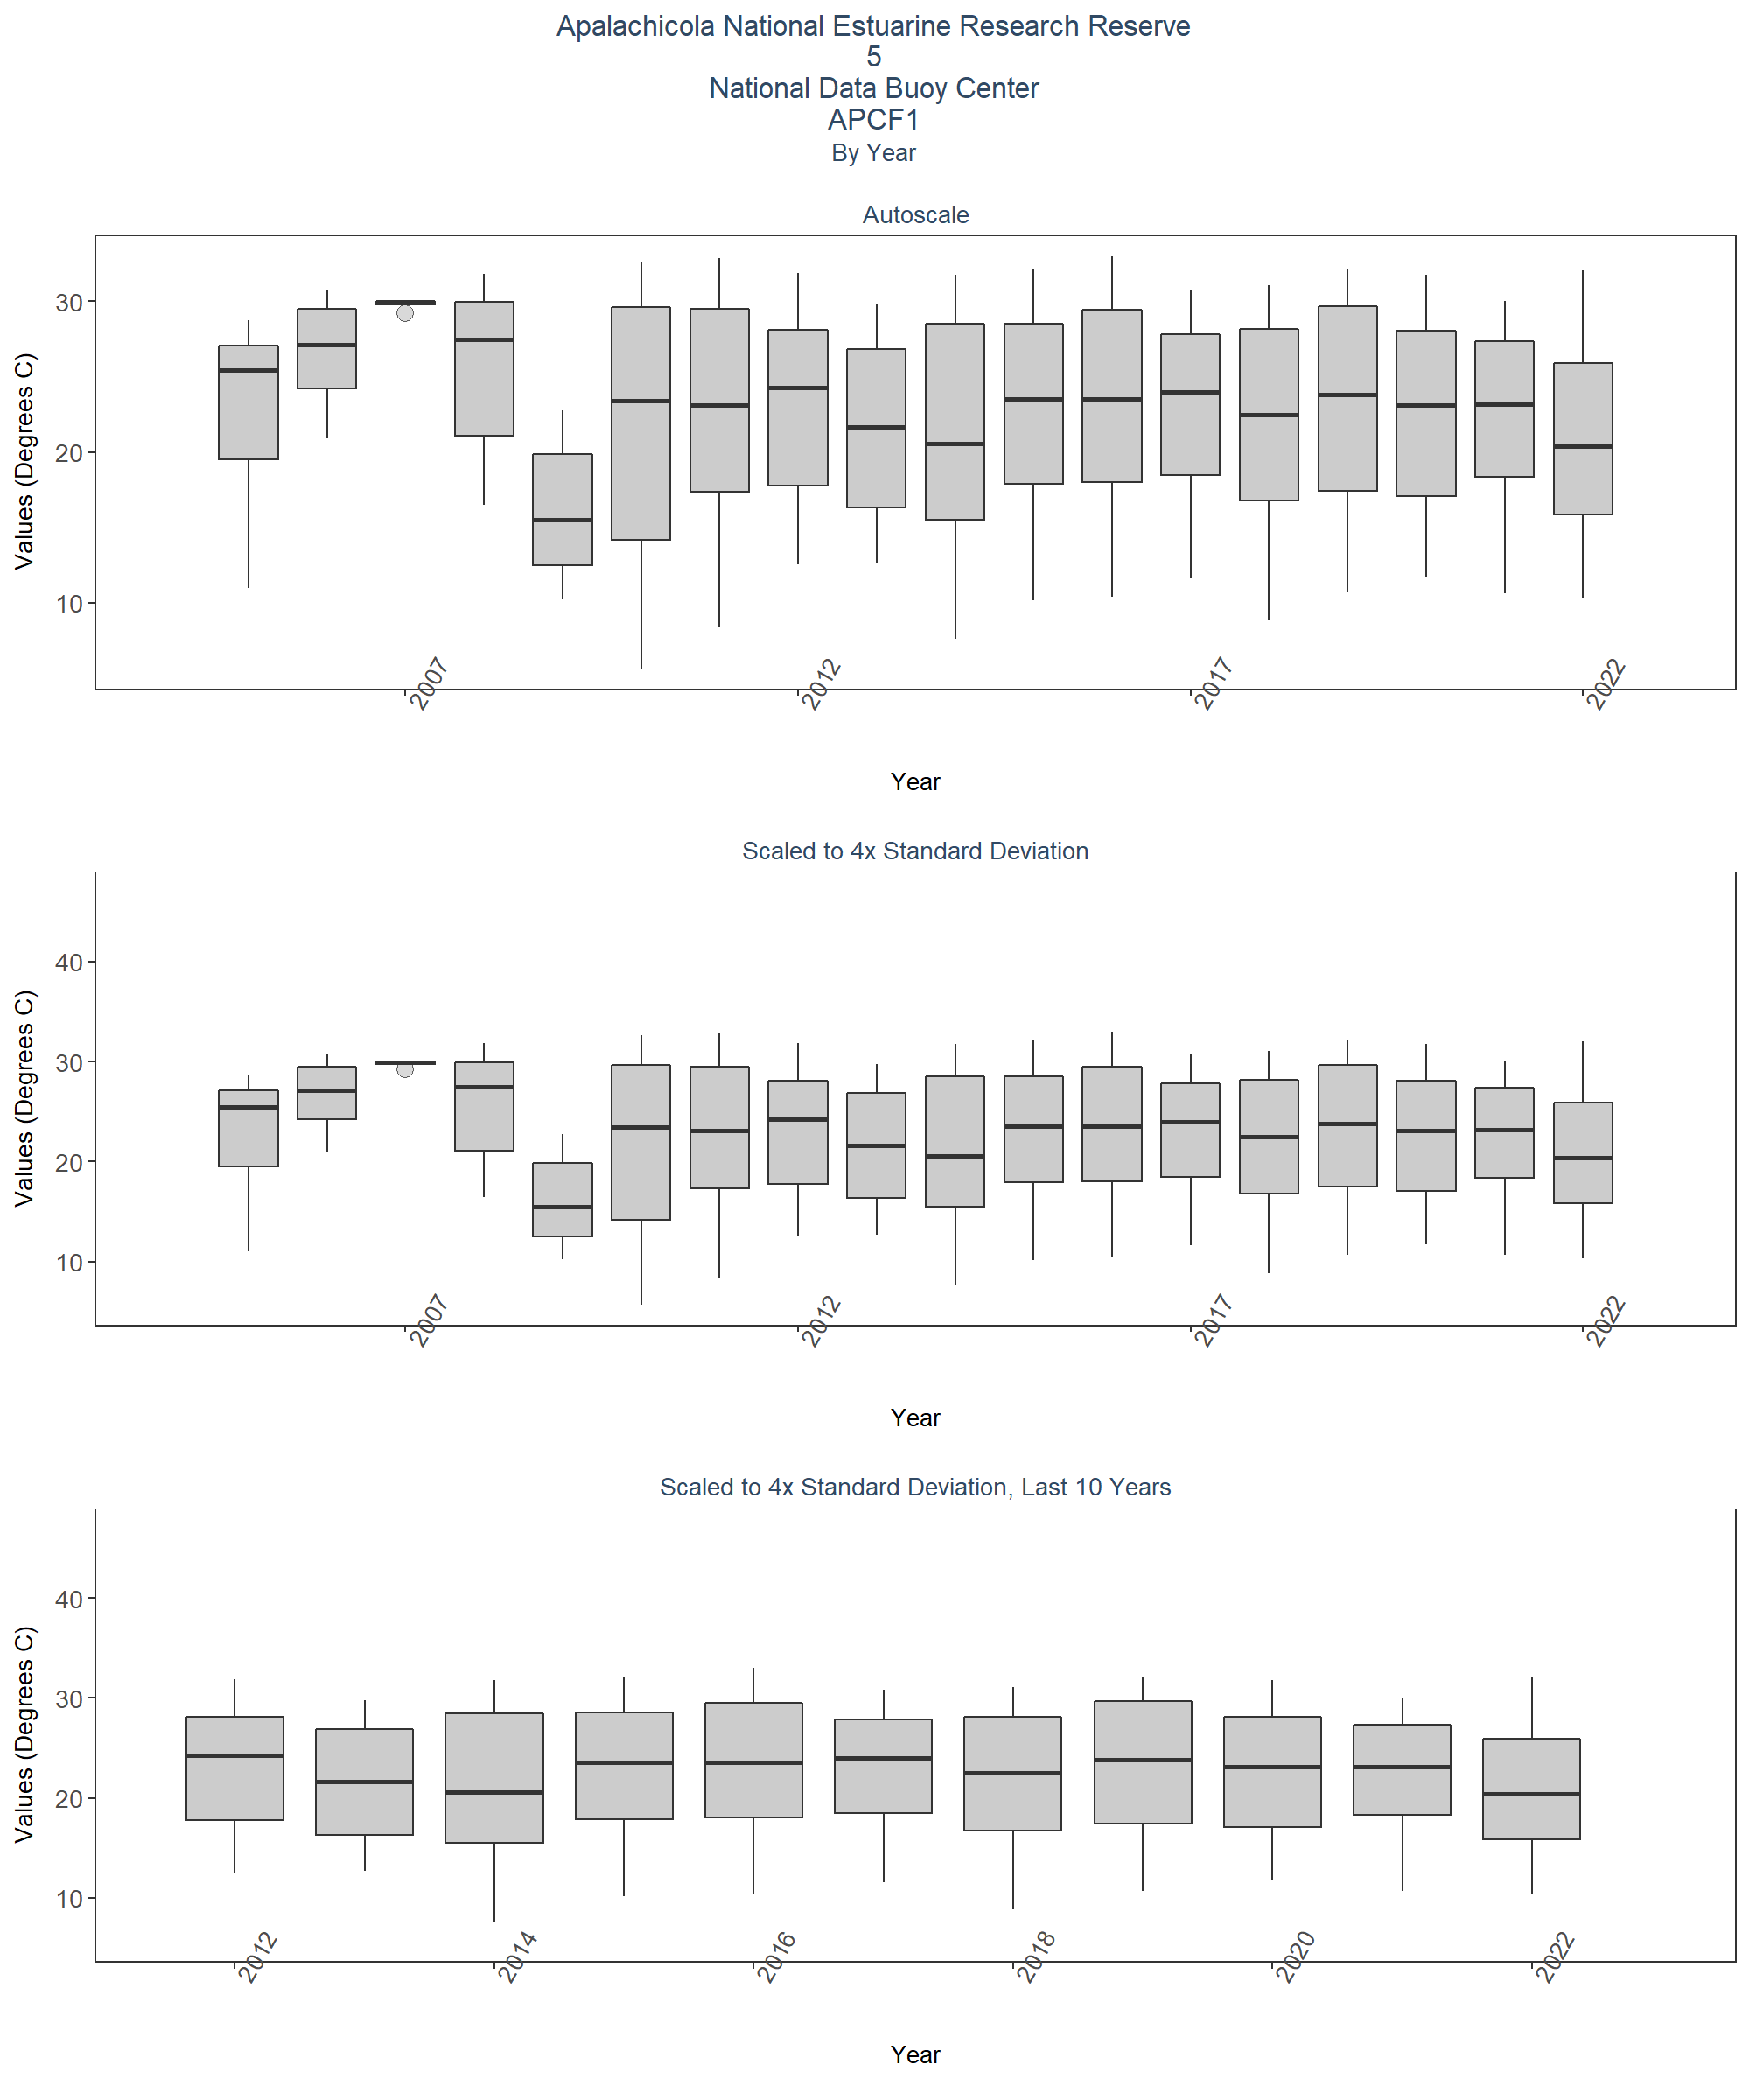 Apalachicola National Estuarine Research Reserve
5
National Data Buoy Center
APCF1
By Year
Autoscale
Values (Degrees C)
30
20
10
2007
2012
2017
2022
Year
Scaled to 4x Standard Deviation
Values (Degrees C)
40
30
20
10
2007
2012
2017
2022
Year
Scaled to 4x Standard Deviation, Last 10 Years
Values (Degrees C)
40
30
20
10
2012
2014
2016
2018
2020
2022
Year